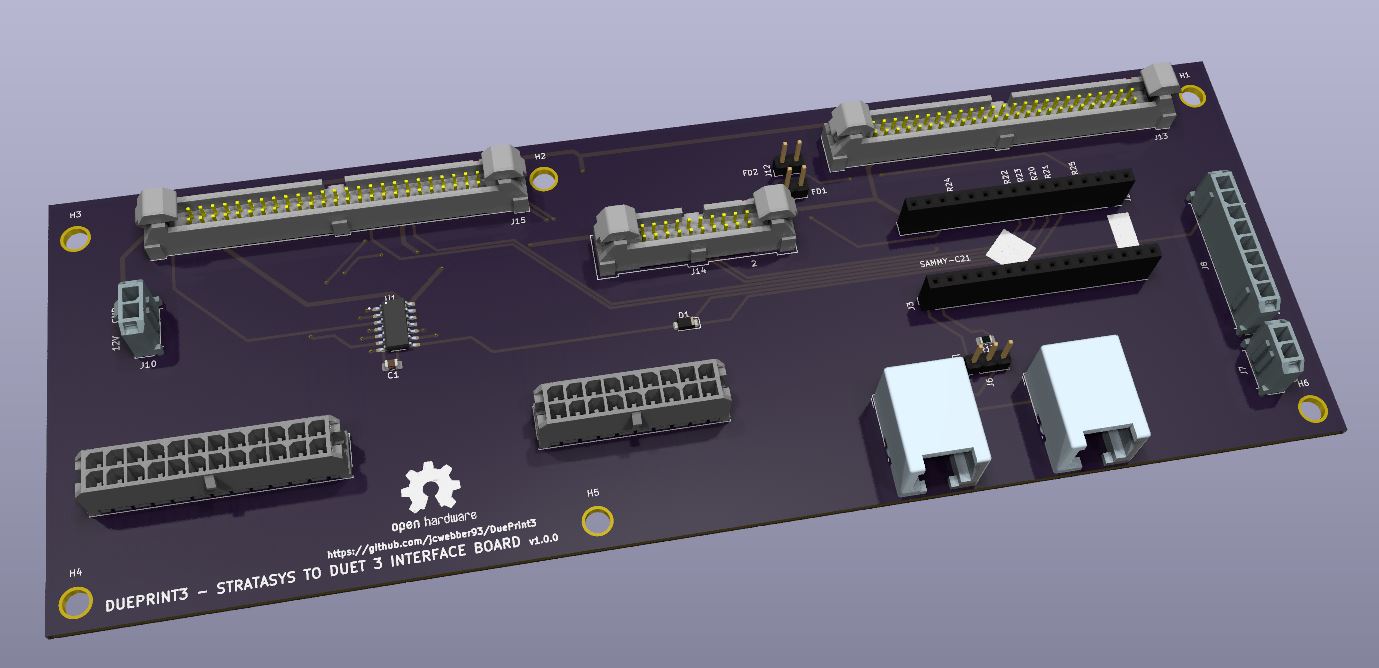 H1
J13
H2
H3
J12
FD2
FD1
R24
R22
R23
R20
R21
R25
J15
J14
2
SAMMY-C21
J3
J8
12V
J10
U1
C1
D1
J6
J7
H6
H5
H4
open hardware
https://github.com/jcwebber93/DuePrint3
DUEPRINT3 - STRATASYS TO DUET 3 INTERFACE BOARD v1.0.0